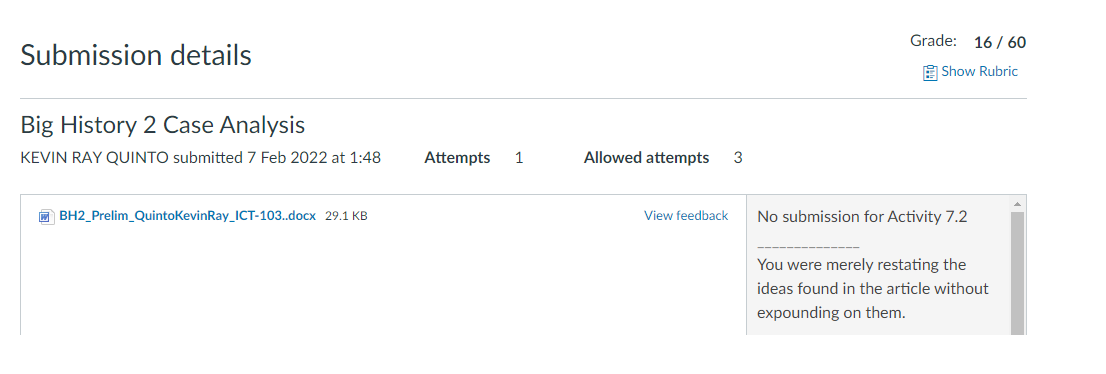 Submission details
Grade: 16 / 60
Show Rubric
Big History 2 Case Analysis
KEVIN RAY QUINTO submitted 7 Feb 2022 at 1:48 Attempts 1 Allowed attempts 3
BH2_Prelim_QuintoKevinRay_ICT-103..docx 29.1 KB View feedback
No submission for Activity 7.2
______________
You were merely restating the
ideas found in the article without
expounding on them.